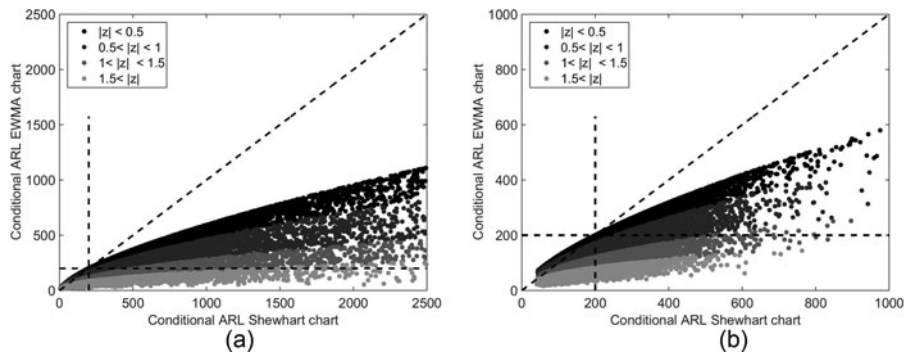 2500
2000
1500
1000
500
0
Conditional ARL EWMA chart
|z| < 0.5
0.5< |z| < 1
1< |z| < 1.5
1.5< |z|
0 500 1000 1500 2000 2500
Conditional ARL Shewhart chart
(a)
1000
800
600
400
200
0
Conditional ARL EWMA chart
|z| < 0.5
0.5< |z| < 1
1< |z| < 1.5
1.5< |z|
0 200 400 600 800 1000
Conditional ARL Shewhart chart
(b)